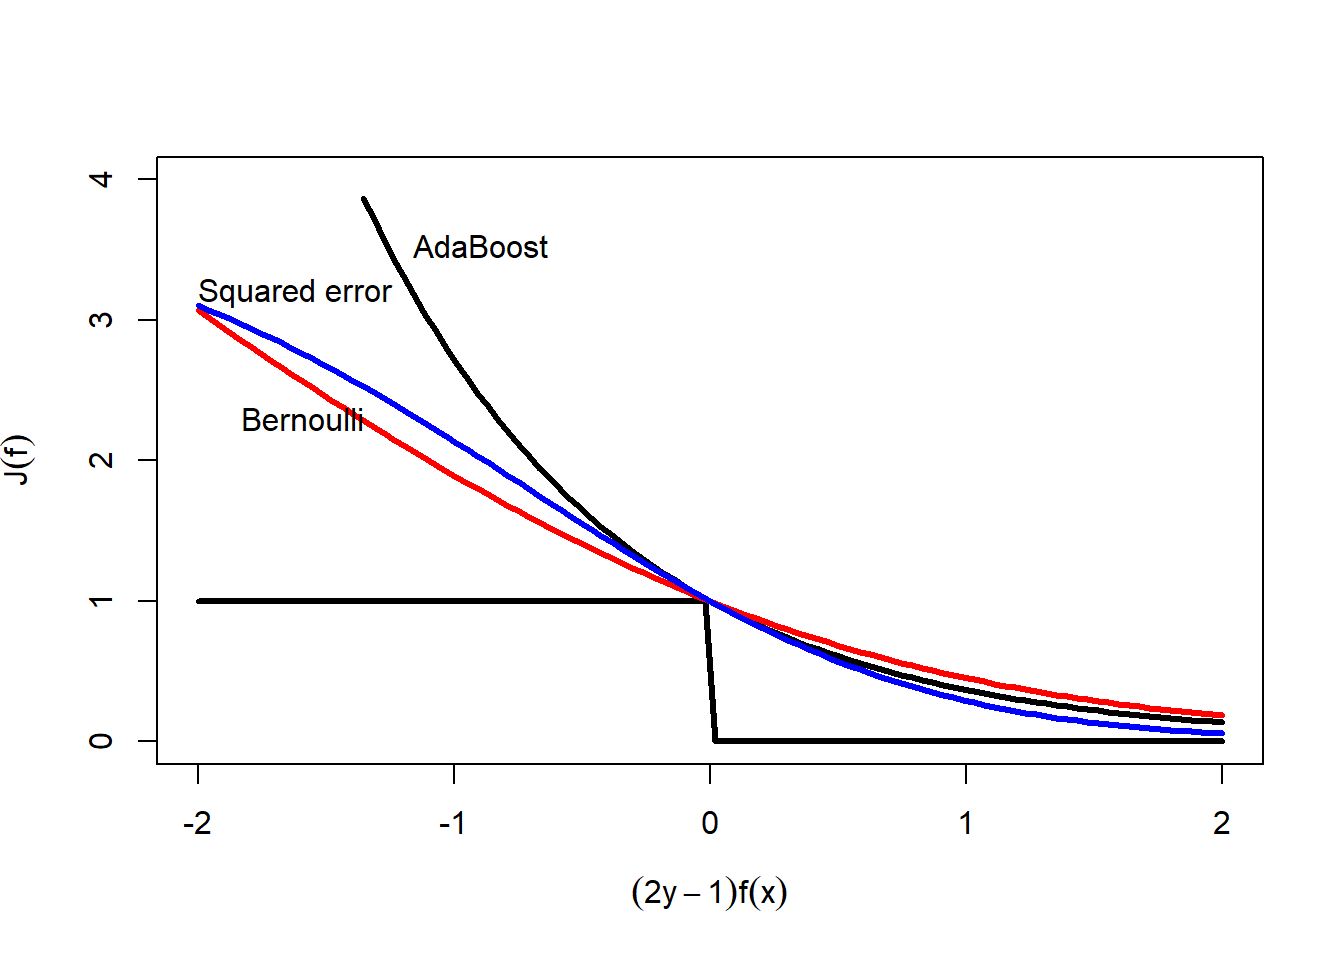 4
AdaBoost
Squared error
3
Bernoulli
J(f)
2
1
0
-2 -1 0 1 2
(2y − 1)f(x)